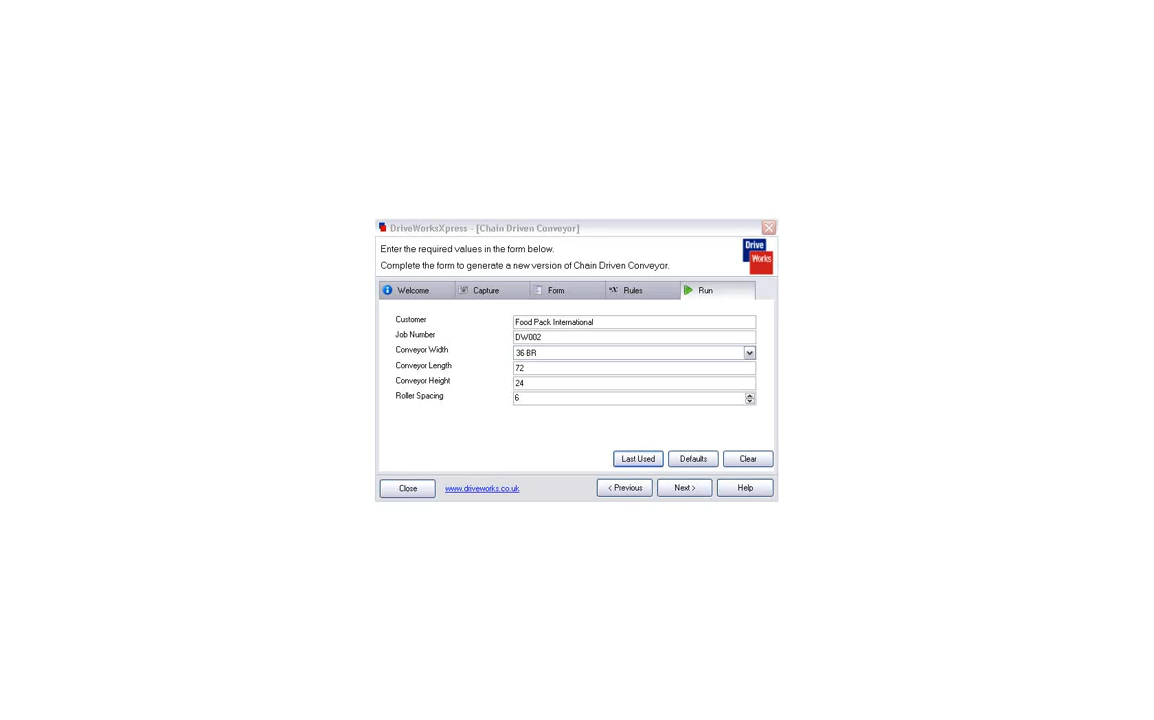 DriveWorksXpress - [Chain Driven Conveyor]
Enter the required values in the form below.
Complete the form to generate a new version of Chain Driven Conveyor.
Drive
Works
Welcome Capture Form Rules Run
Customer Food Pack International
Job Number DW002
Conveyor Width 36 BR
Conveyor Length 72
Conveyor Height 24
Roller Spacing 6
Last Used Defaults Clear
Close www.driveworks.co.uk < Previous Next > Help